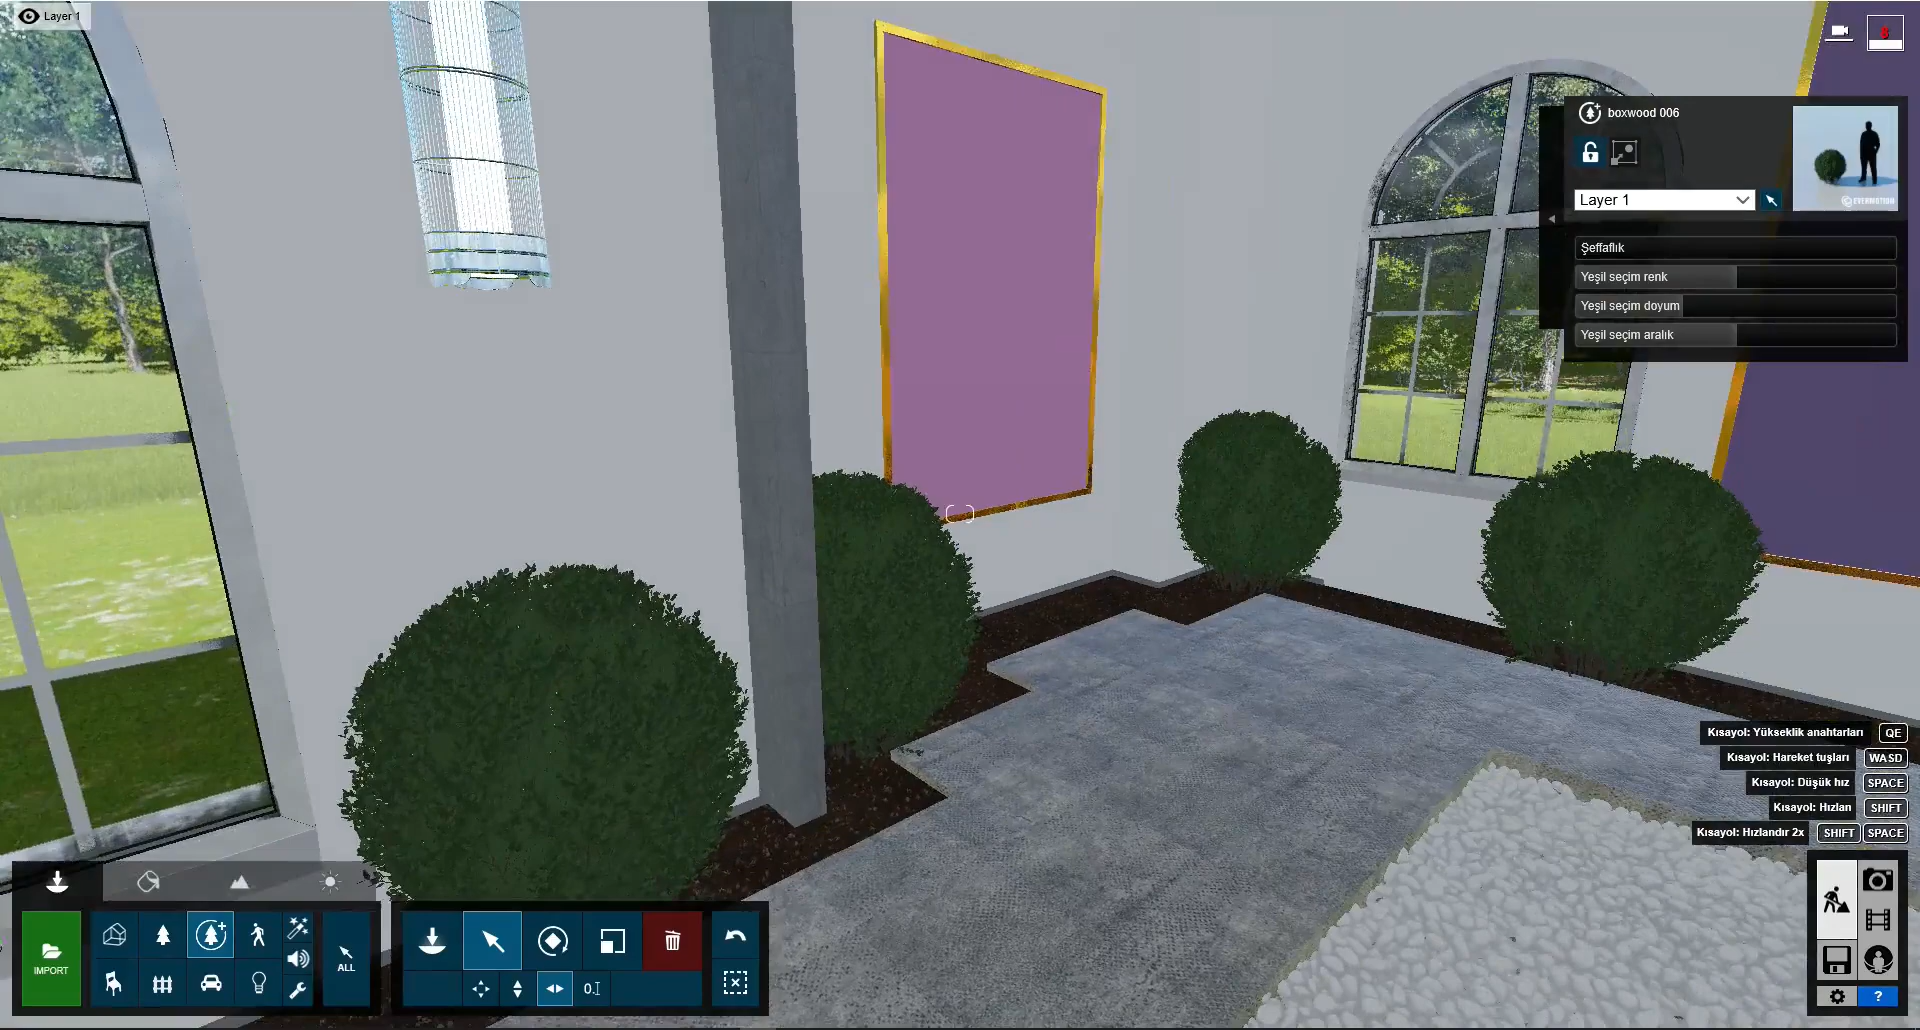 Layer 1
boxwood 006
Layer 1
EVERMOTION
Şeffaflık
Yeşil seçim renk
Yeşil seçim doyum
Yeşil seçim aralık
Kısayol: Yükseklik anahtarları QE
Kısayol: Hareket tuşları WASD
Kısayol: Düşük hız SPACE
Kısayol: Hızlan SHIFT
Kısayol: Hızlandır 2x SHIFT SPACE
IMPORT
ALL
?